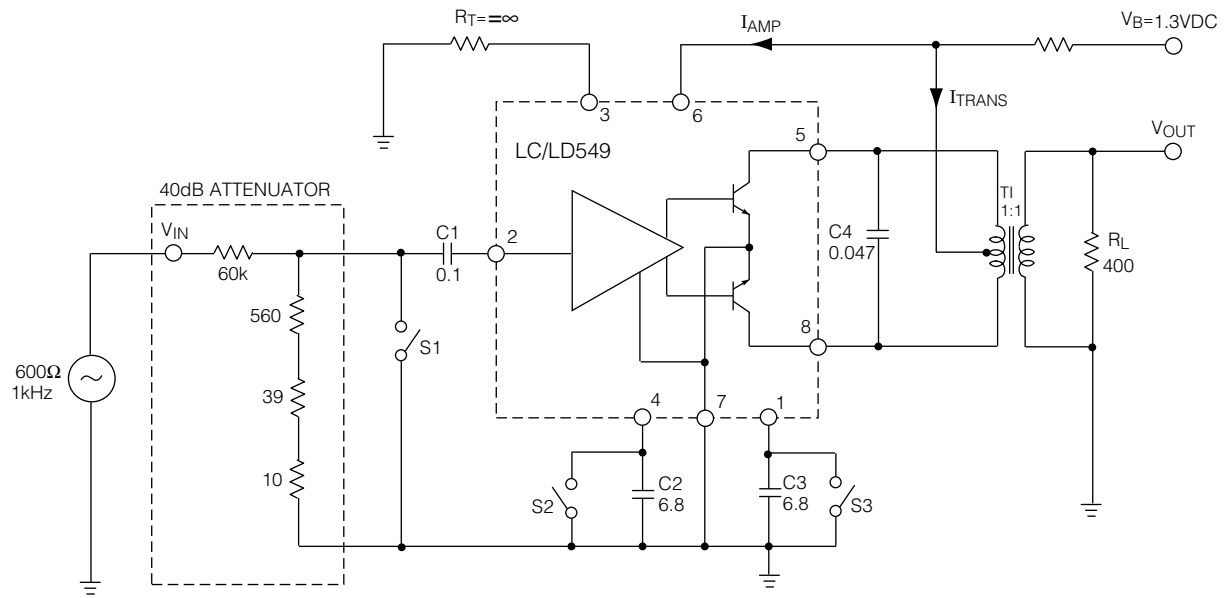 R_T==∞
I_AMP
V_B=1.3VDC
3
6
I_TRANS
LC/LD549
5
V_OUT
40dB ATTENUATOR
TI
1:1
V_IN
C1
0.1
2
60k
C4
0.047
R_L
400
560
S1
8
600Ω
1kHz
39
4
7
1
10
S2
C2
6.8
C3
6.8
S3